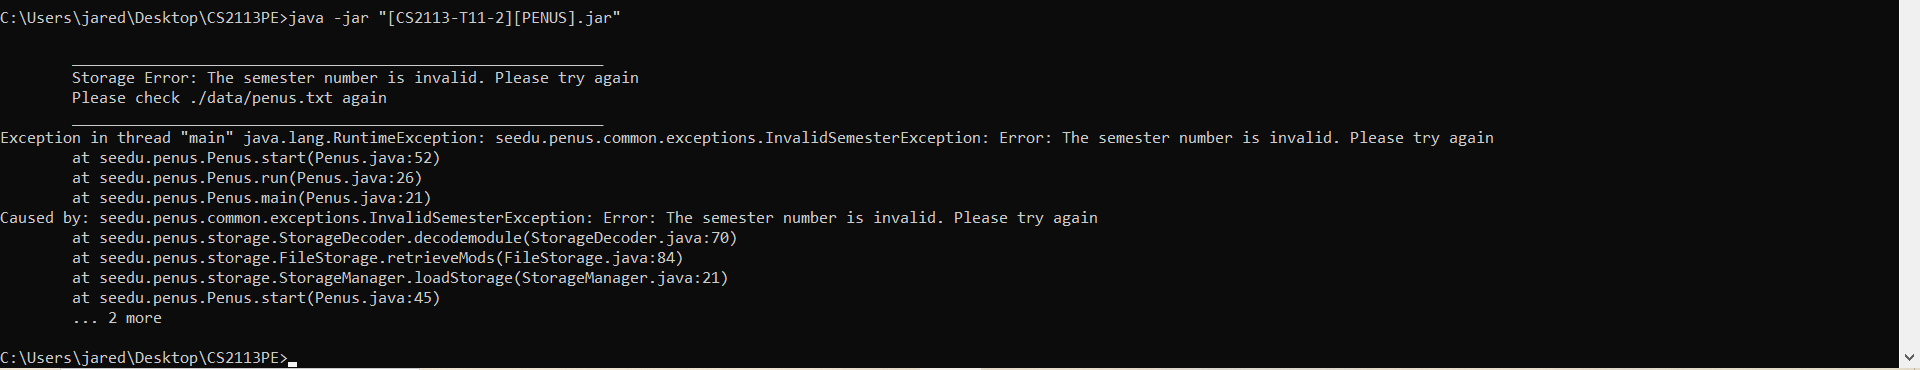 C:\Users\jared\Desktop\CS2113PE>java -jar "[CS2113-T11-2][PENUS].jar"
___________________________________________________________
Storage Error: The semester number is invalid. Please try again
Please check ./data/penus.txt again
___________________________________________________________
Exception in thread "main" java.lang.RuntimeException: seedu.penus.common.exceptions.InvalidSemesterException: Error: The semester number is invalid. Please try again
at seedu.penus.Penus.start(Penus.java:52)
at seedu.penus.Penus.run(Penus.java:26)
at seedu.penus.Penus.main(Penus.java:21)
Caused by: seedu.penus.common.exceptions.InvalidSemesterException: Error: The semester number is invalid. Please try again
at seedu.penus.storage.StorageDecoder.decodemodule(StorageDecoder.java:70)
at seedu.penus.storage.FileStorage.retrieveMods(FileStorage.java:84)
at seedu.penus.storage.StorageManager.loadStorage(StorageManager.java:21)
at seedu.penus.Penus.start(Penus.java:45)
... 2 more
C:\Users\jared\Desktop\CS2113PE>